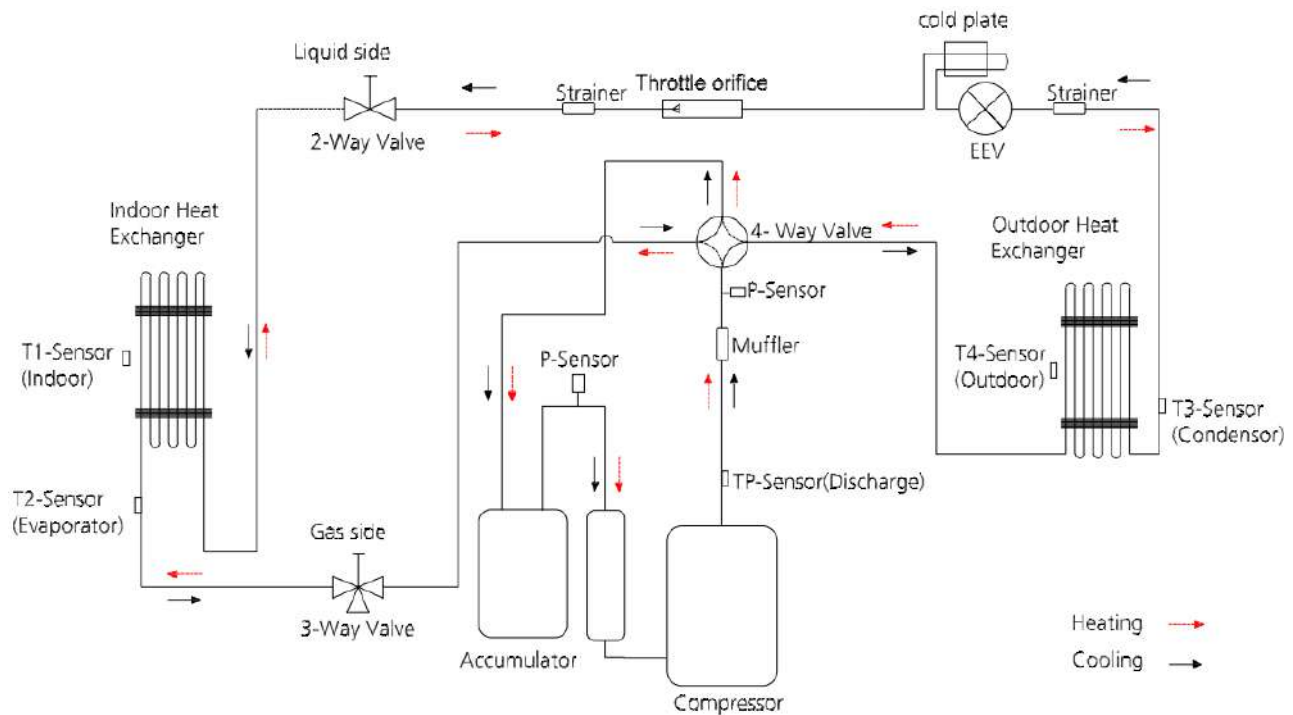 cold plate
Liquid side
Strainer
Throttle orifice
Strainer
2-Way Valve
EEV
Indoor Heat
Exchanger
4- Way Valve
Outdoor Heat
Exchanger
P-Sensor
T1-Sensor
(Indoor)
P-Sensor
Muffler
T4-Sensor
(Outdoor)
T3-Sensor
(Condensor)
T2-Sensor
(Evaporator)
TP-Sensor(Discharge)
Gas side
3-Way Valve
Accumulator
Compressor
Heating
Cooling